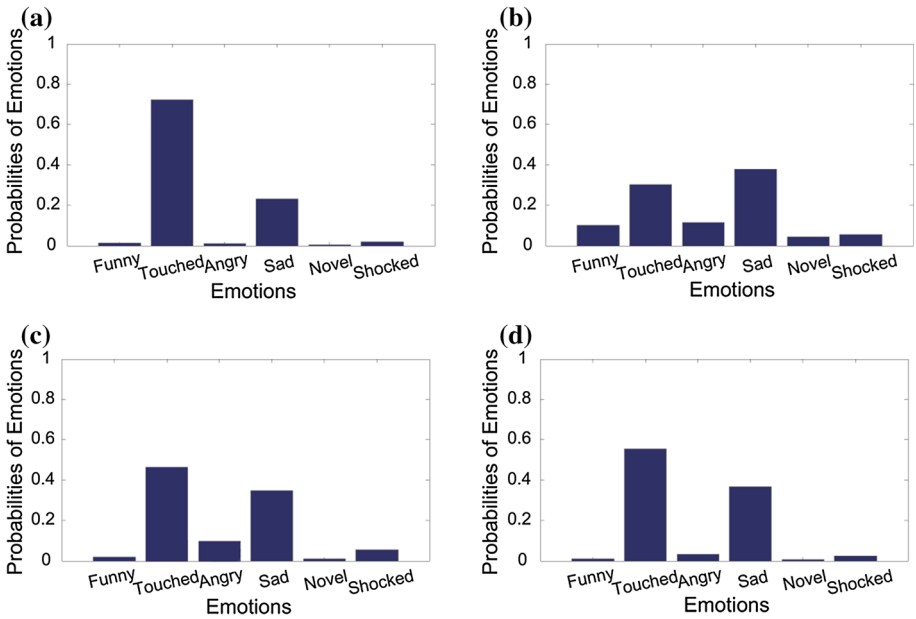 (a)
Probabilities of Emotions
1
0.8
0.6
0.4
0.2
0
Funny Touched Angry Sad Novel Shocked
Emotions
(b)
Probabilities of Emotions
1
0.8
0.6
0.4
0.2
0
Funny Touched Angry Sad Novel Shocked
Emotions
(c)
Probabilities of Emotions
1
0.8
0.6
0.4
0.2
0
Funny Touched Angry Sad Novel Shocked
Emotions
(d)
Probabilities of Emotions
1
0.8
0.6
0.4
0.2
0
Funny Touched Angry Sad Novel Shocked
Emotions